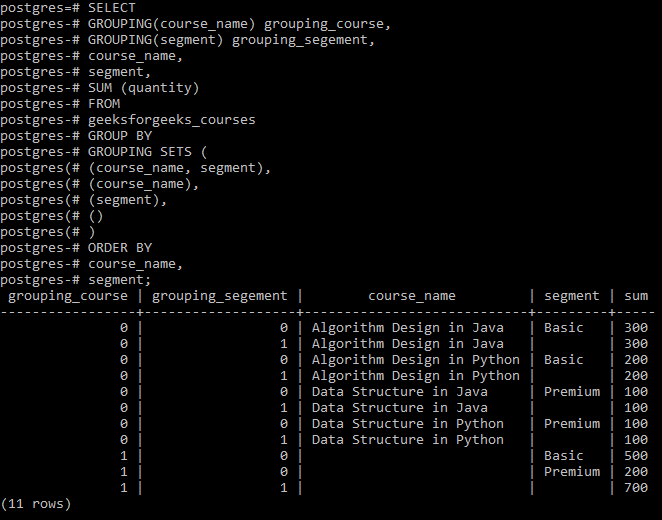 postgres=# SELECT
postgres-# GROUPING(course_name) grouping_course,
postgres-# GROUPING(segment) grouping_segement,
postgres-# course_name,
postgres-# segment,
postgres-# SUM (quantity)
postgres-# FROM
postgres-# geeksforgeeks_courses
postgres-# GROUP BY
postgres-# GROUPING SETS (
postgres(# (course_name, segment),
postgres(# (course_name),
postgres(# (segment),
postgres(# ()
postgres(# )
postgres-# ORDER BY
postgres-# course_name,
postgres-# segment;
 grouping_course | grouping_segement |        course_name         | segment | sum
-----------------+-------------------+----------------------------+---------+-----
               0 |                 0 | Algorithm Design in Java   | Basic   | 300
               0 |                 1 | Algorithm Design in Java   |         | 300
               0 |                 0 | Algorithm Design in Python | Basic   | 200
               0 |                 1 | Algorithm Design in Python |         | 200
               0 |                 0 | Data Structure in Java     | Premium | 100
               0 |                 1 | Data Structure in Java     |         | 100
               0 |                 0 | Data Structure in Python   | Premium | 100
               0 |                 1 | Data Structure in Python   |         | 100
               1 |                 0 |                            | Basic   | 500
               1 |                 0 |                            | Premium | 200
               1 |                 1 |                            |         | 700
(11 rows)